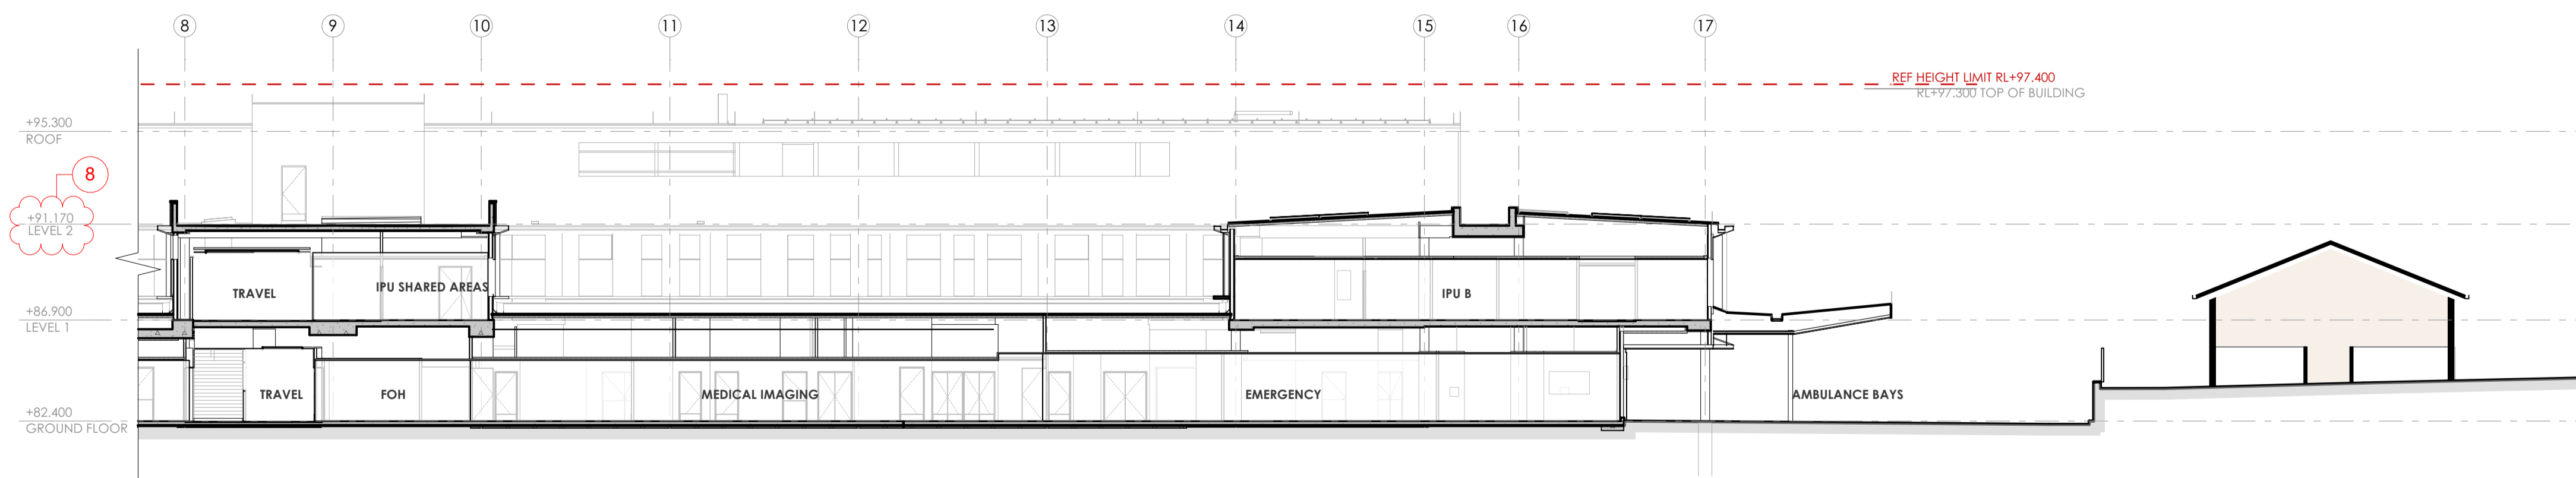 8 9 10 11 12 13 14 15 16 17
REF HEIGHT LIMIT RL+97.400
RL+97.300 TOP OF BUILDING
+95.300
ROOF
8
+91.170
LEVEL 2
TRAVEL IPU SHARED AREAS IPU B
+86.900
LEVEL 1
TRAVEL FOH MEDICAL IMAGING EMERGENCY AMBULANCE BAYS
+82.400
GROUND FLOOR